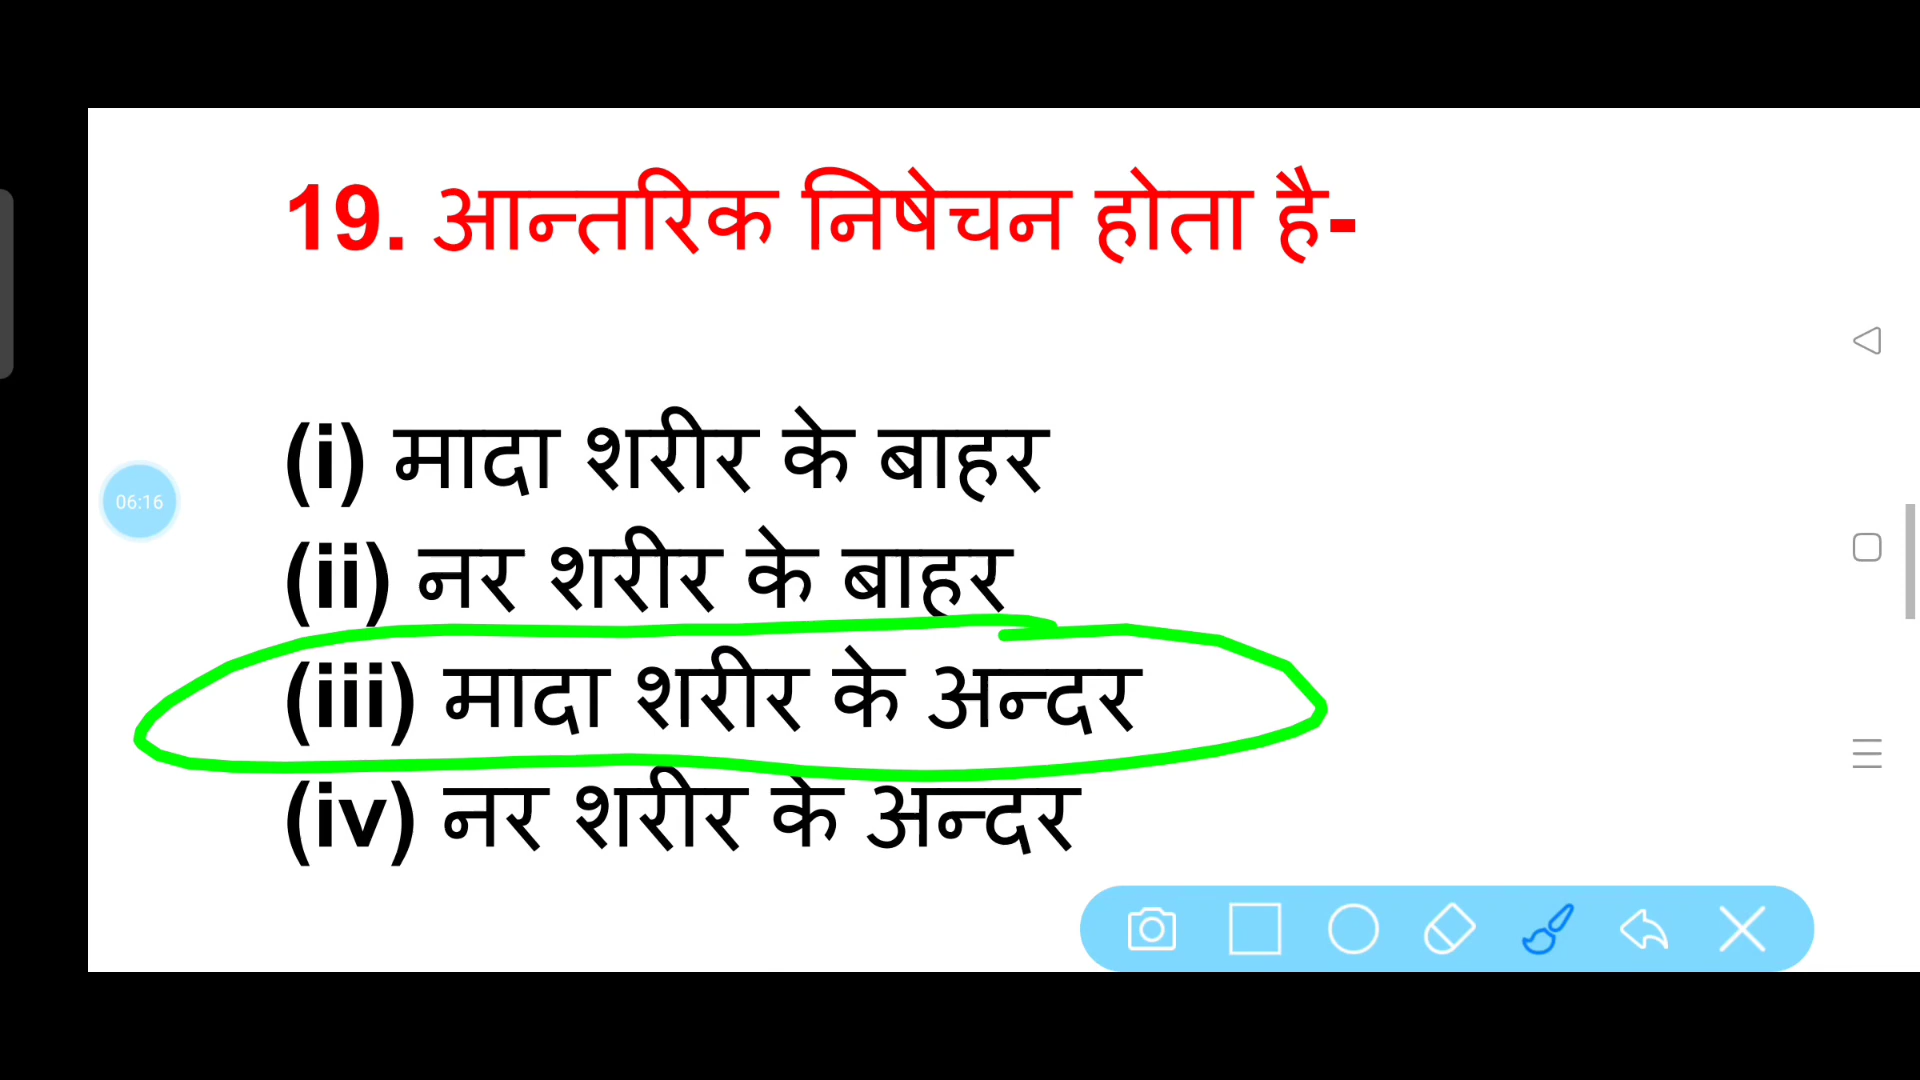 19. आन्तरिक निषेचन होता है-
(i) मादा शरीर के बाहर
06:16
(ii) नर शरीर के बाहर
(iii) मादा शरीर के अन्दर
(iv) नर शरीर के अन्दर